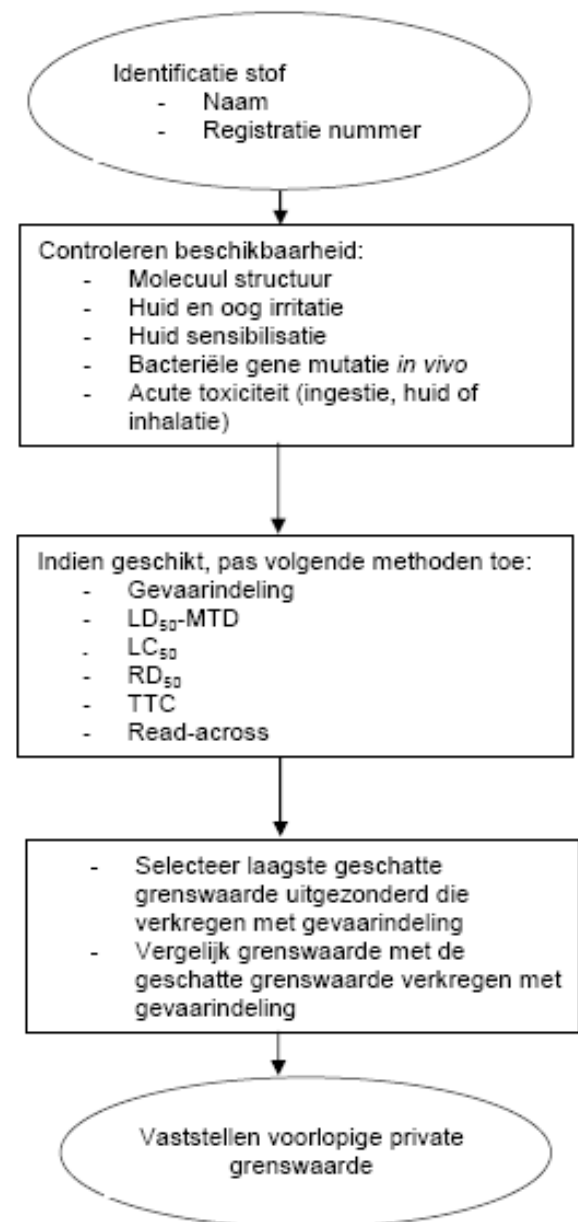 Identificatie stof
- Naam
- Registratie nummer
Controleren beschikbaarheid:
- Molecuul structuur
- Huid en oog irritatie
- Huid sensibilisatie
- Bacteriële gene mutatie in vivo
- Acute toxiciteit (ingestie, huid of
inhalatie)
Indien geschikt, pas volgende methoden toe:
- Gevaarindeling
- LD₅₀-MTD
- LC₅₀
- RD₅₀
- TTC
- Read-across
- Selecteer laagste geschatte
grenswaarde uitgezonderd die
verkregen met gevaarindeling
- Vergelijk grenswaarde met de
geschatte grenswaarde verkregen met
gevaarindeling
Vaststellen voorlopige private
grenswaarde